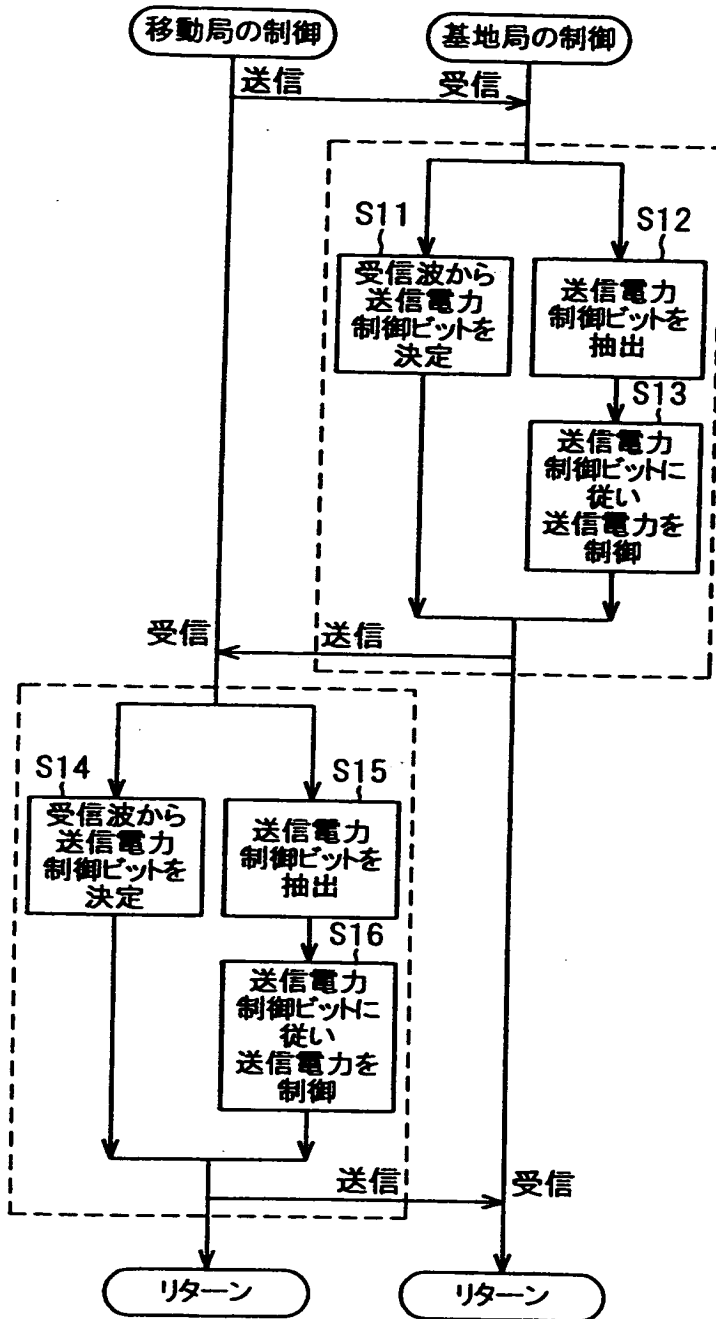 移動局の制御
基地局の制御
送信
受信
S11
S12
受信波から
送信電力
制御ビットを
決定
送信電力
制御ビットを
抽出
S13
送信電力
制御ビットに
従い
送信電力を
制御
受信
送信
S14
S15
受信波から
送信電力
制御ビットを
決定
送信電力
制御ビットを
抽出
S16
送信電力
制御ビットに
従い
送信電力を
制御
送信
受信
リターン
リターン